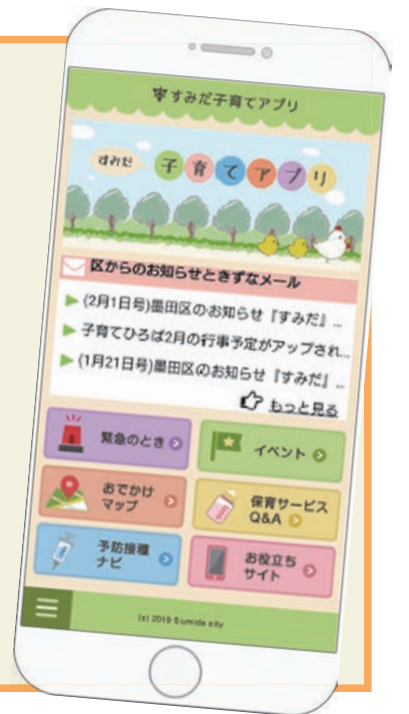 すみだ子育てアプリ
すみだ 子育てアプリ
区からのお知らせときずなメール
(2月1日号)墨田区のお知らせ『すみだ』...
子育てひろば2月の行事予定がアップされ...
(1月21日号)墨田区のお知らせ『すみだ』...
もっと見る
緊急のとき
イベント
おでかけ
マップ
保育サービス
Q&A
予防接種
ナビ
お役立ち
サイト
(c) 2019 Sumida city